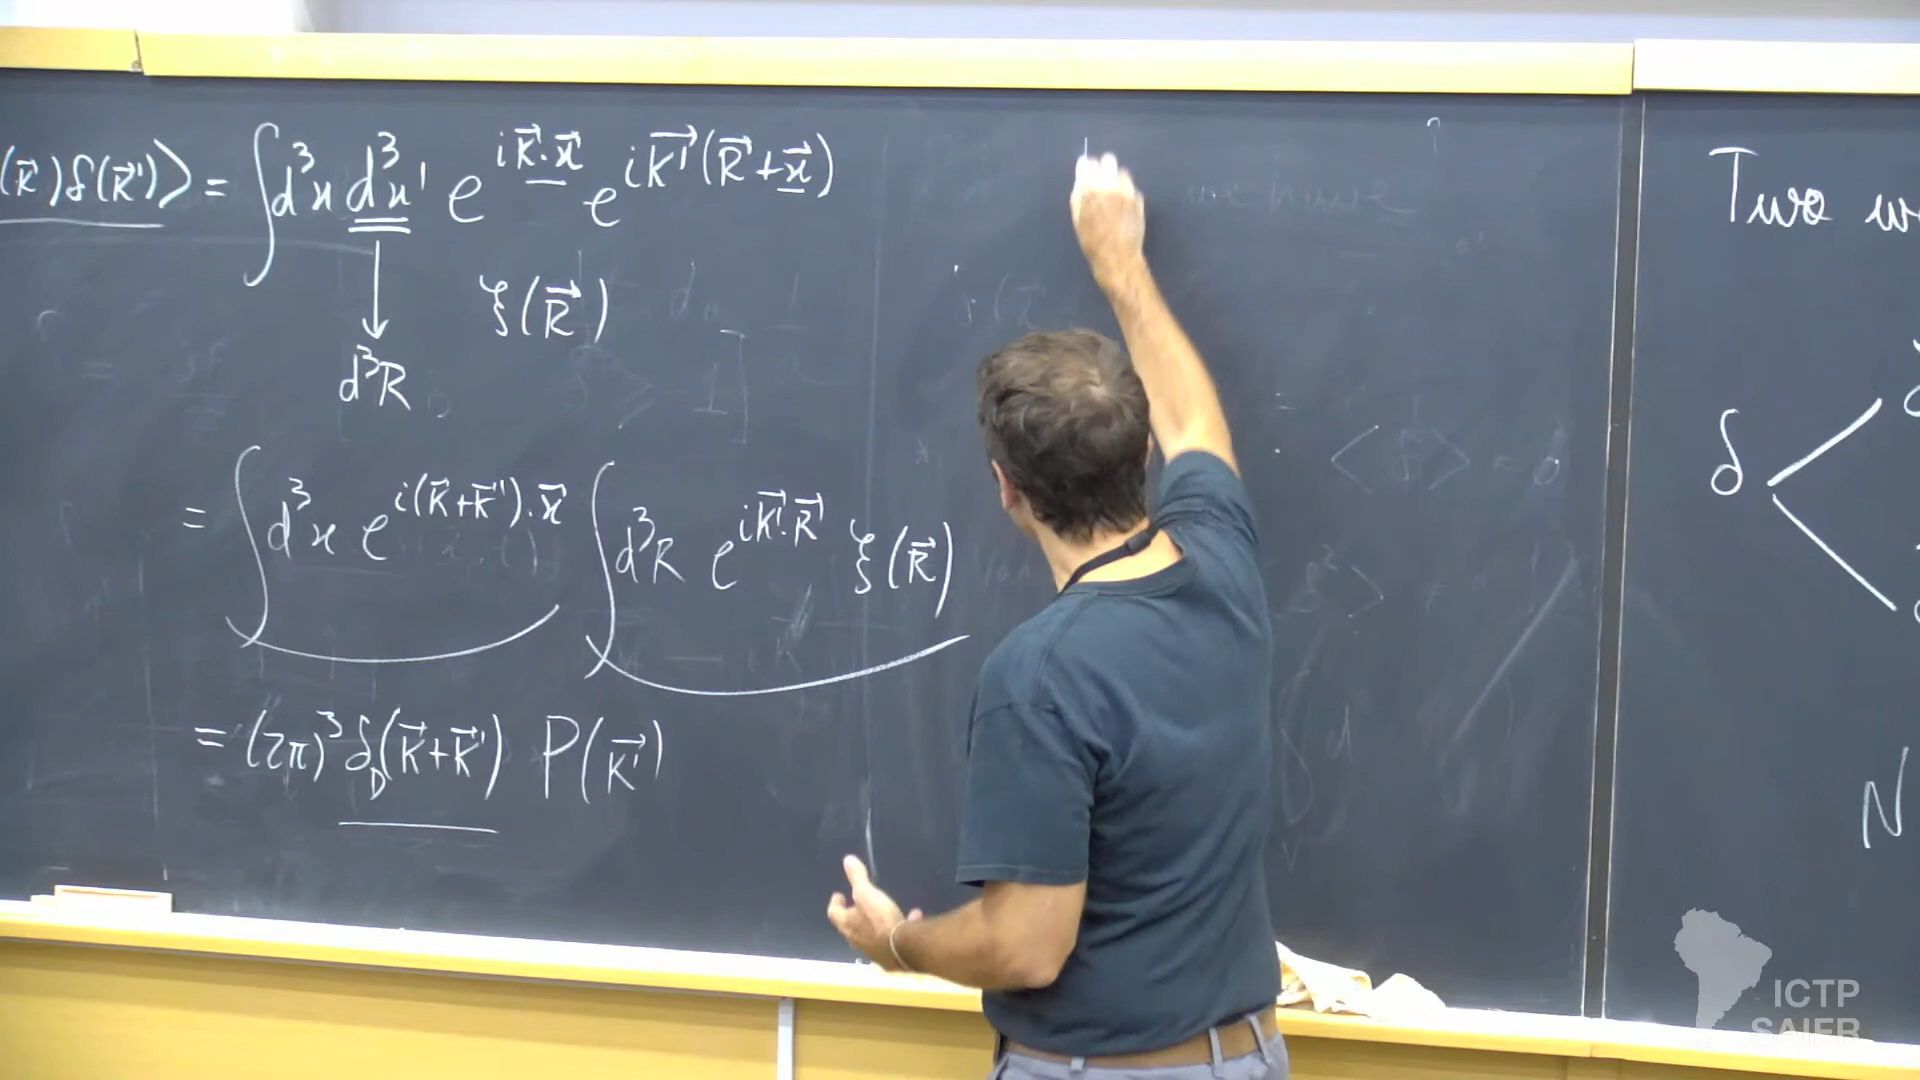 (k⃗)δ(k⃗')⟩ = ∫d³x d³x' e^{ik⃗·x⃗} e^{ik⃗'(R⃗+x⃗)}
ξ(R⃗)
d³R
= ∫d³x e^{i(k⃗+k⃗')·x⃗} ∫d³R e^{ik⃗'·R⃗} ξ(R⃗)
= (2π)³ δ_D(k⃗+k⃗') P(k⃗')
Two w
δ
N
ICTP
SAIFR